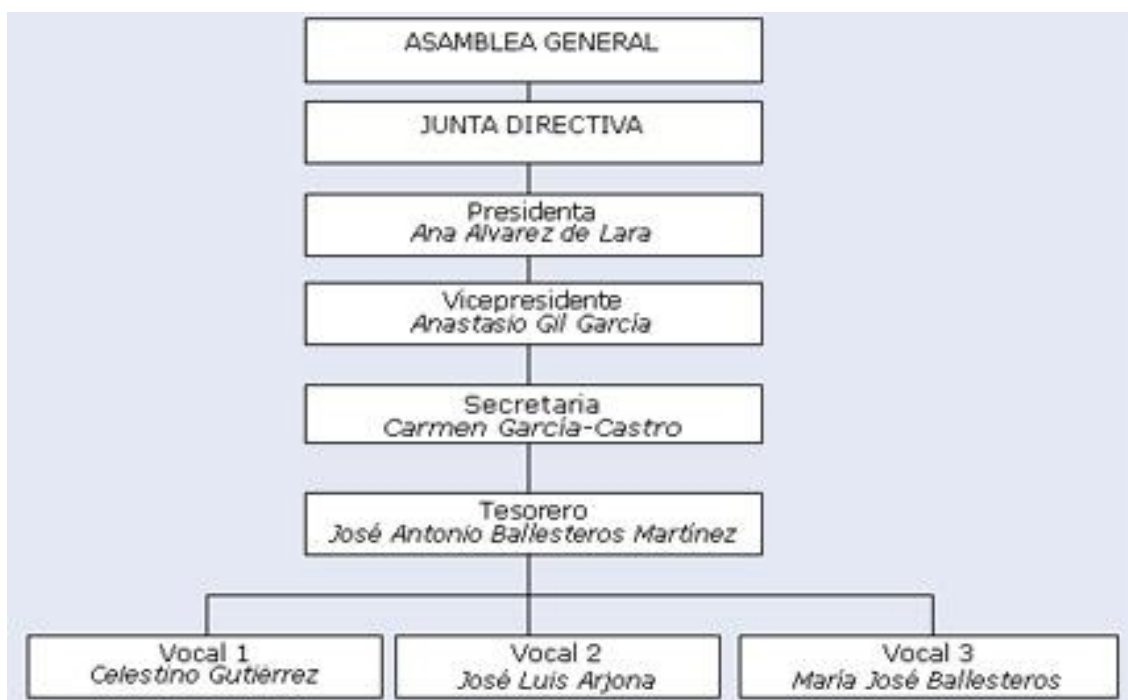 ASAMBLEA GENERAL
JUNTA DIRECTIVA
Presidenta
Ana Alvarez de Lara
Vicepresidente
Anastasio Gil García
Secretaria
Carmen García-Castro
Tesorero
José Antonio Ballesteros Martínez
Vocal 1
Celestino Gutiérrez
Vocal 2
José Luis Arjona
Vocal 3
María José Ballesteros